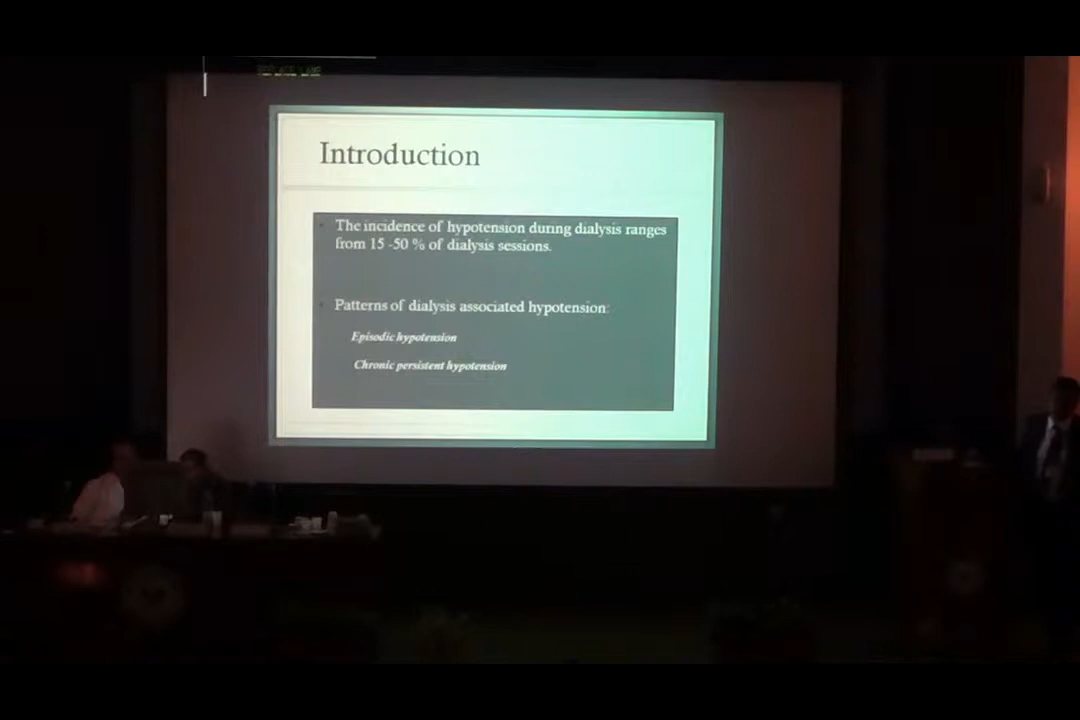 Introduction
The incidence of hypotension during dialysis ranges
from 15 -50 % of dialysis sessions.
Patterns of dialysis associated hypotension:
Episodic hypotension
Chronic persistent hypotension